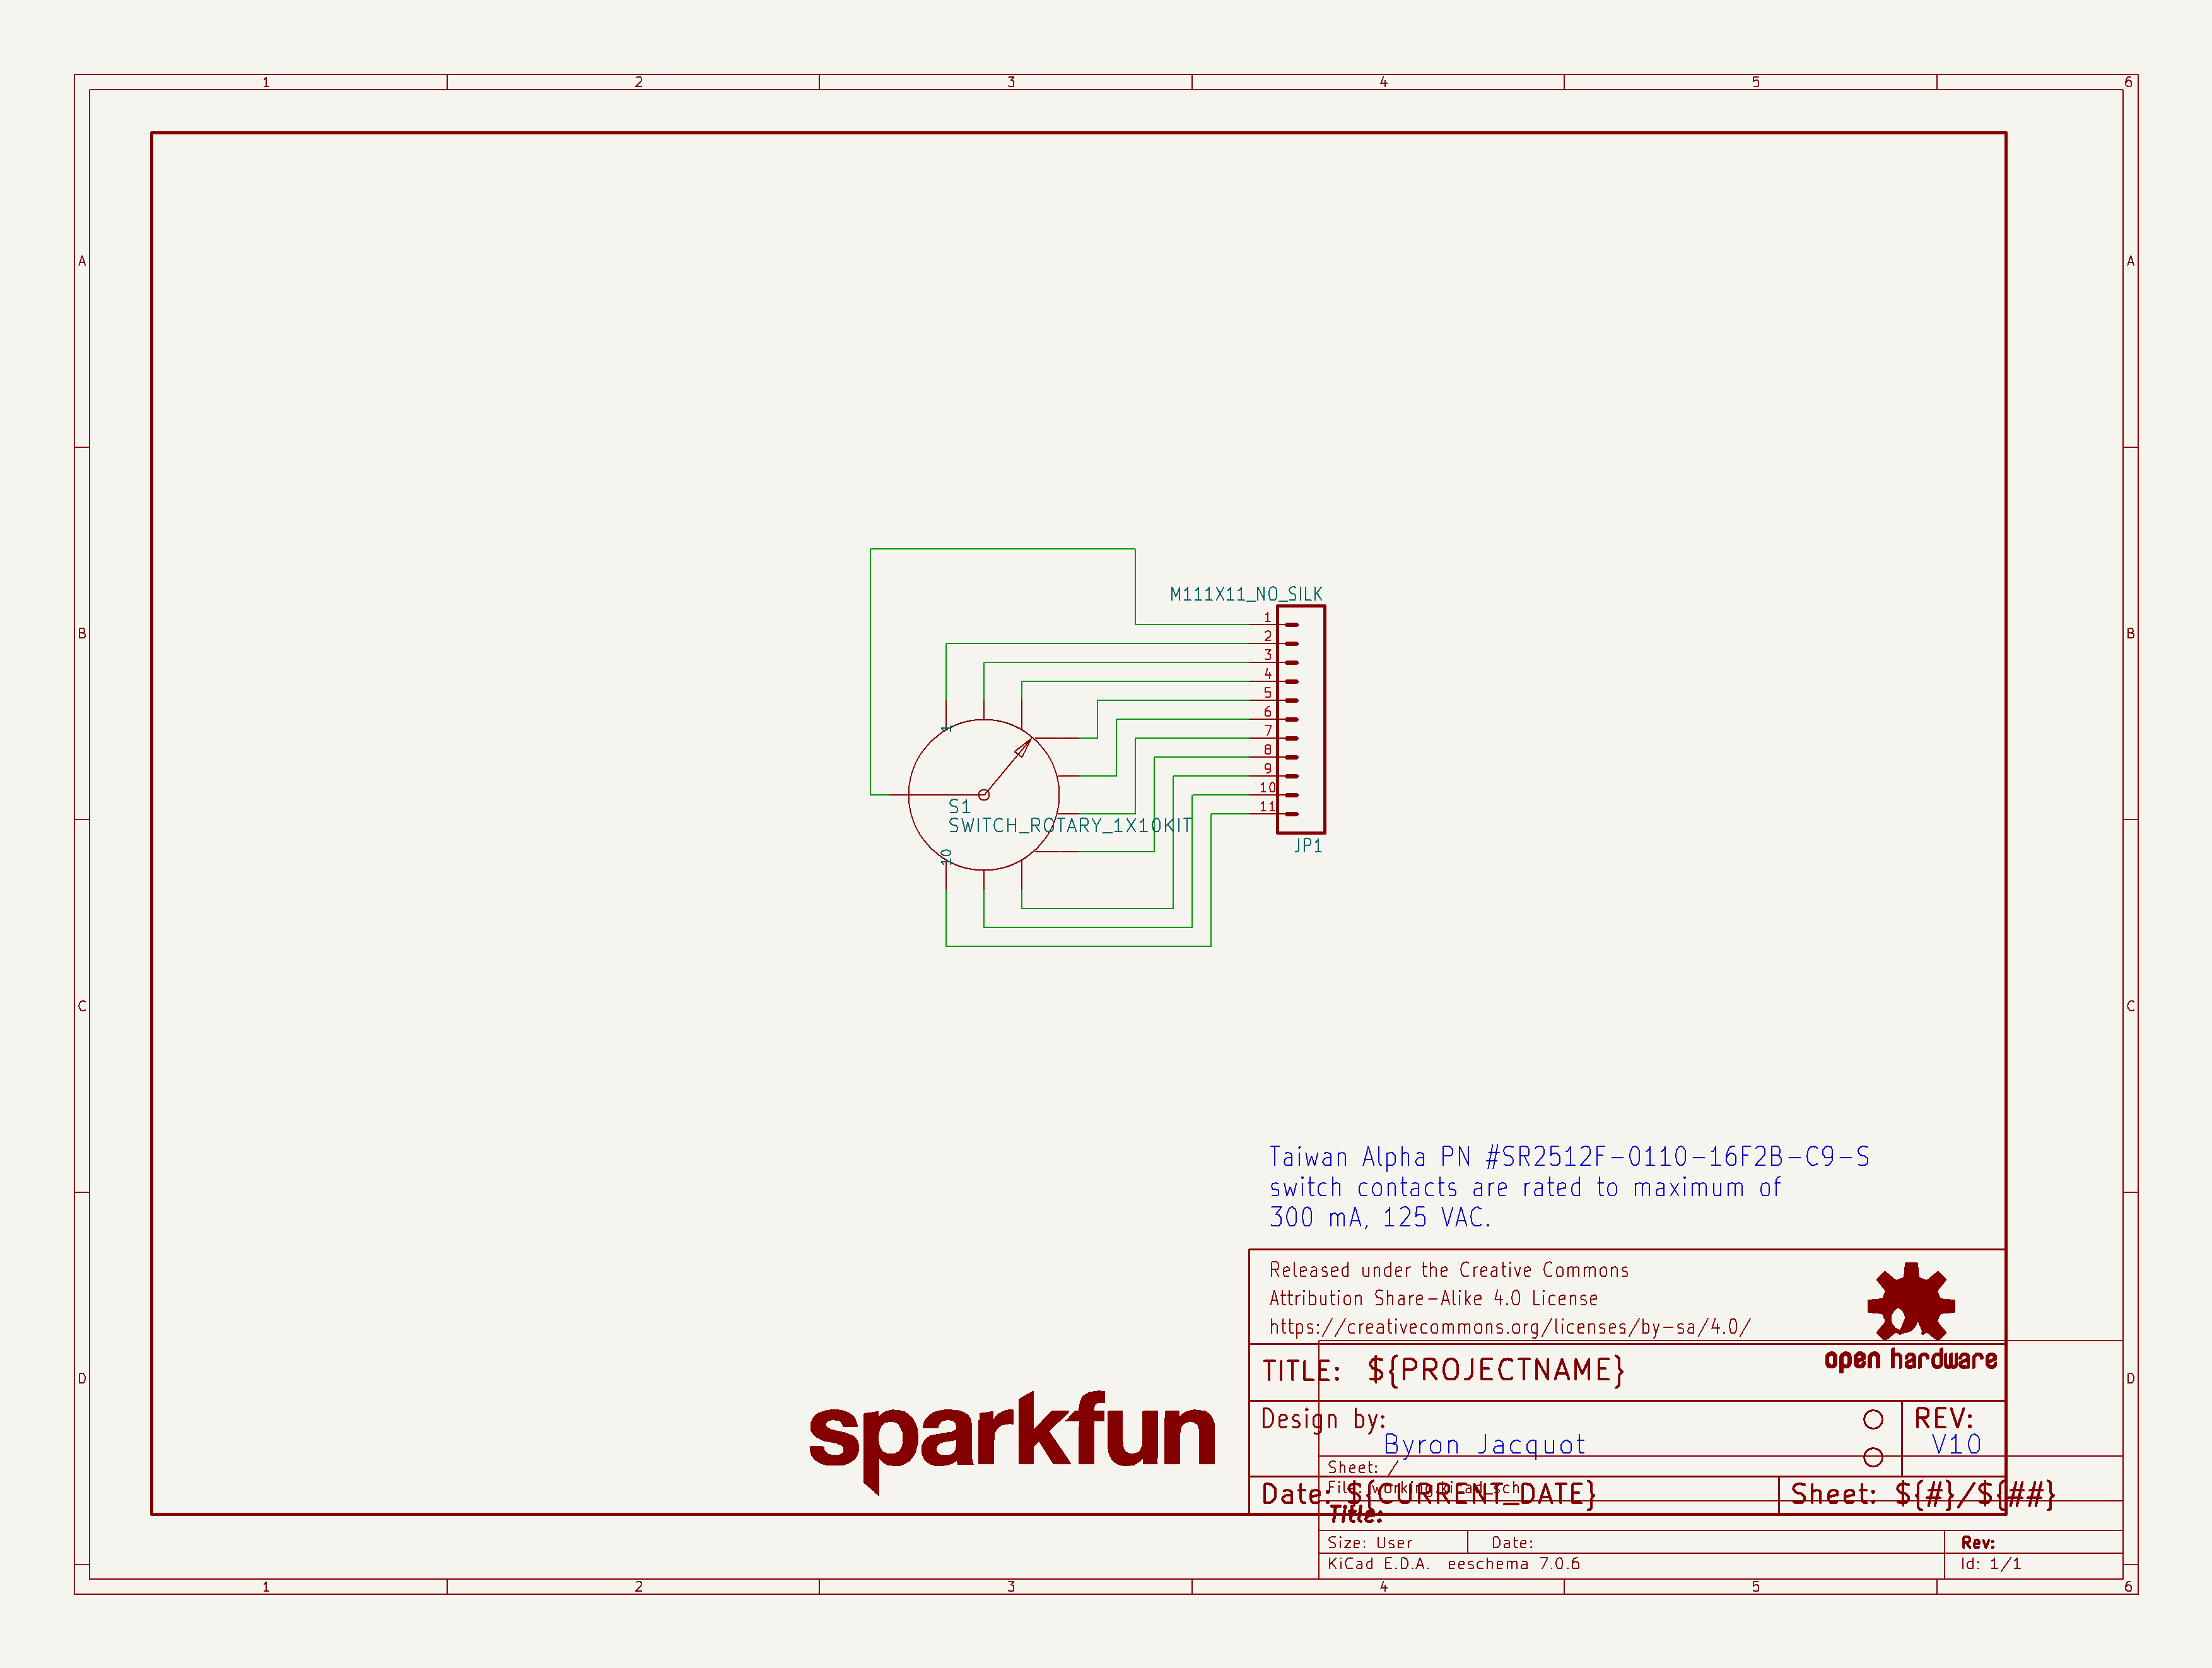 1 2 3 4 5 6
A A
B B
C C
D D
M111X11_NO_SILK
1
2
3
4
5
6
7
8
9
10
11
JP1
1
S1
SWITCH_ROTARY_1X10KIT
10
Taiwan Alpha PN #SR2512F-0110-16F2B-C9-S
switch contacts are rated to maximum of
300 mA, 125 VAC.
Released under the Creative Commons
Attribution Share-Alike 4.0 License
https://creativecommons.org/licenses/by-sa/4.0/
open hardware
TITLE: ${PROJECTNAME}
sparkfun
Design by:
Byron Jacquot
REV:
V10
Sheet: /
File: working.kicad_sch
Date: ${CURRENT_DATE}
Sheet: ${#}/${##}
Title:
Size: User Date: Rev:
KiCad E.D.A. eeschema 7.0.6 Id: 1/1
1 2 3 4 5 6